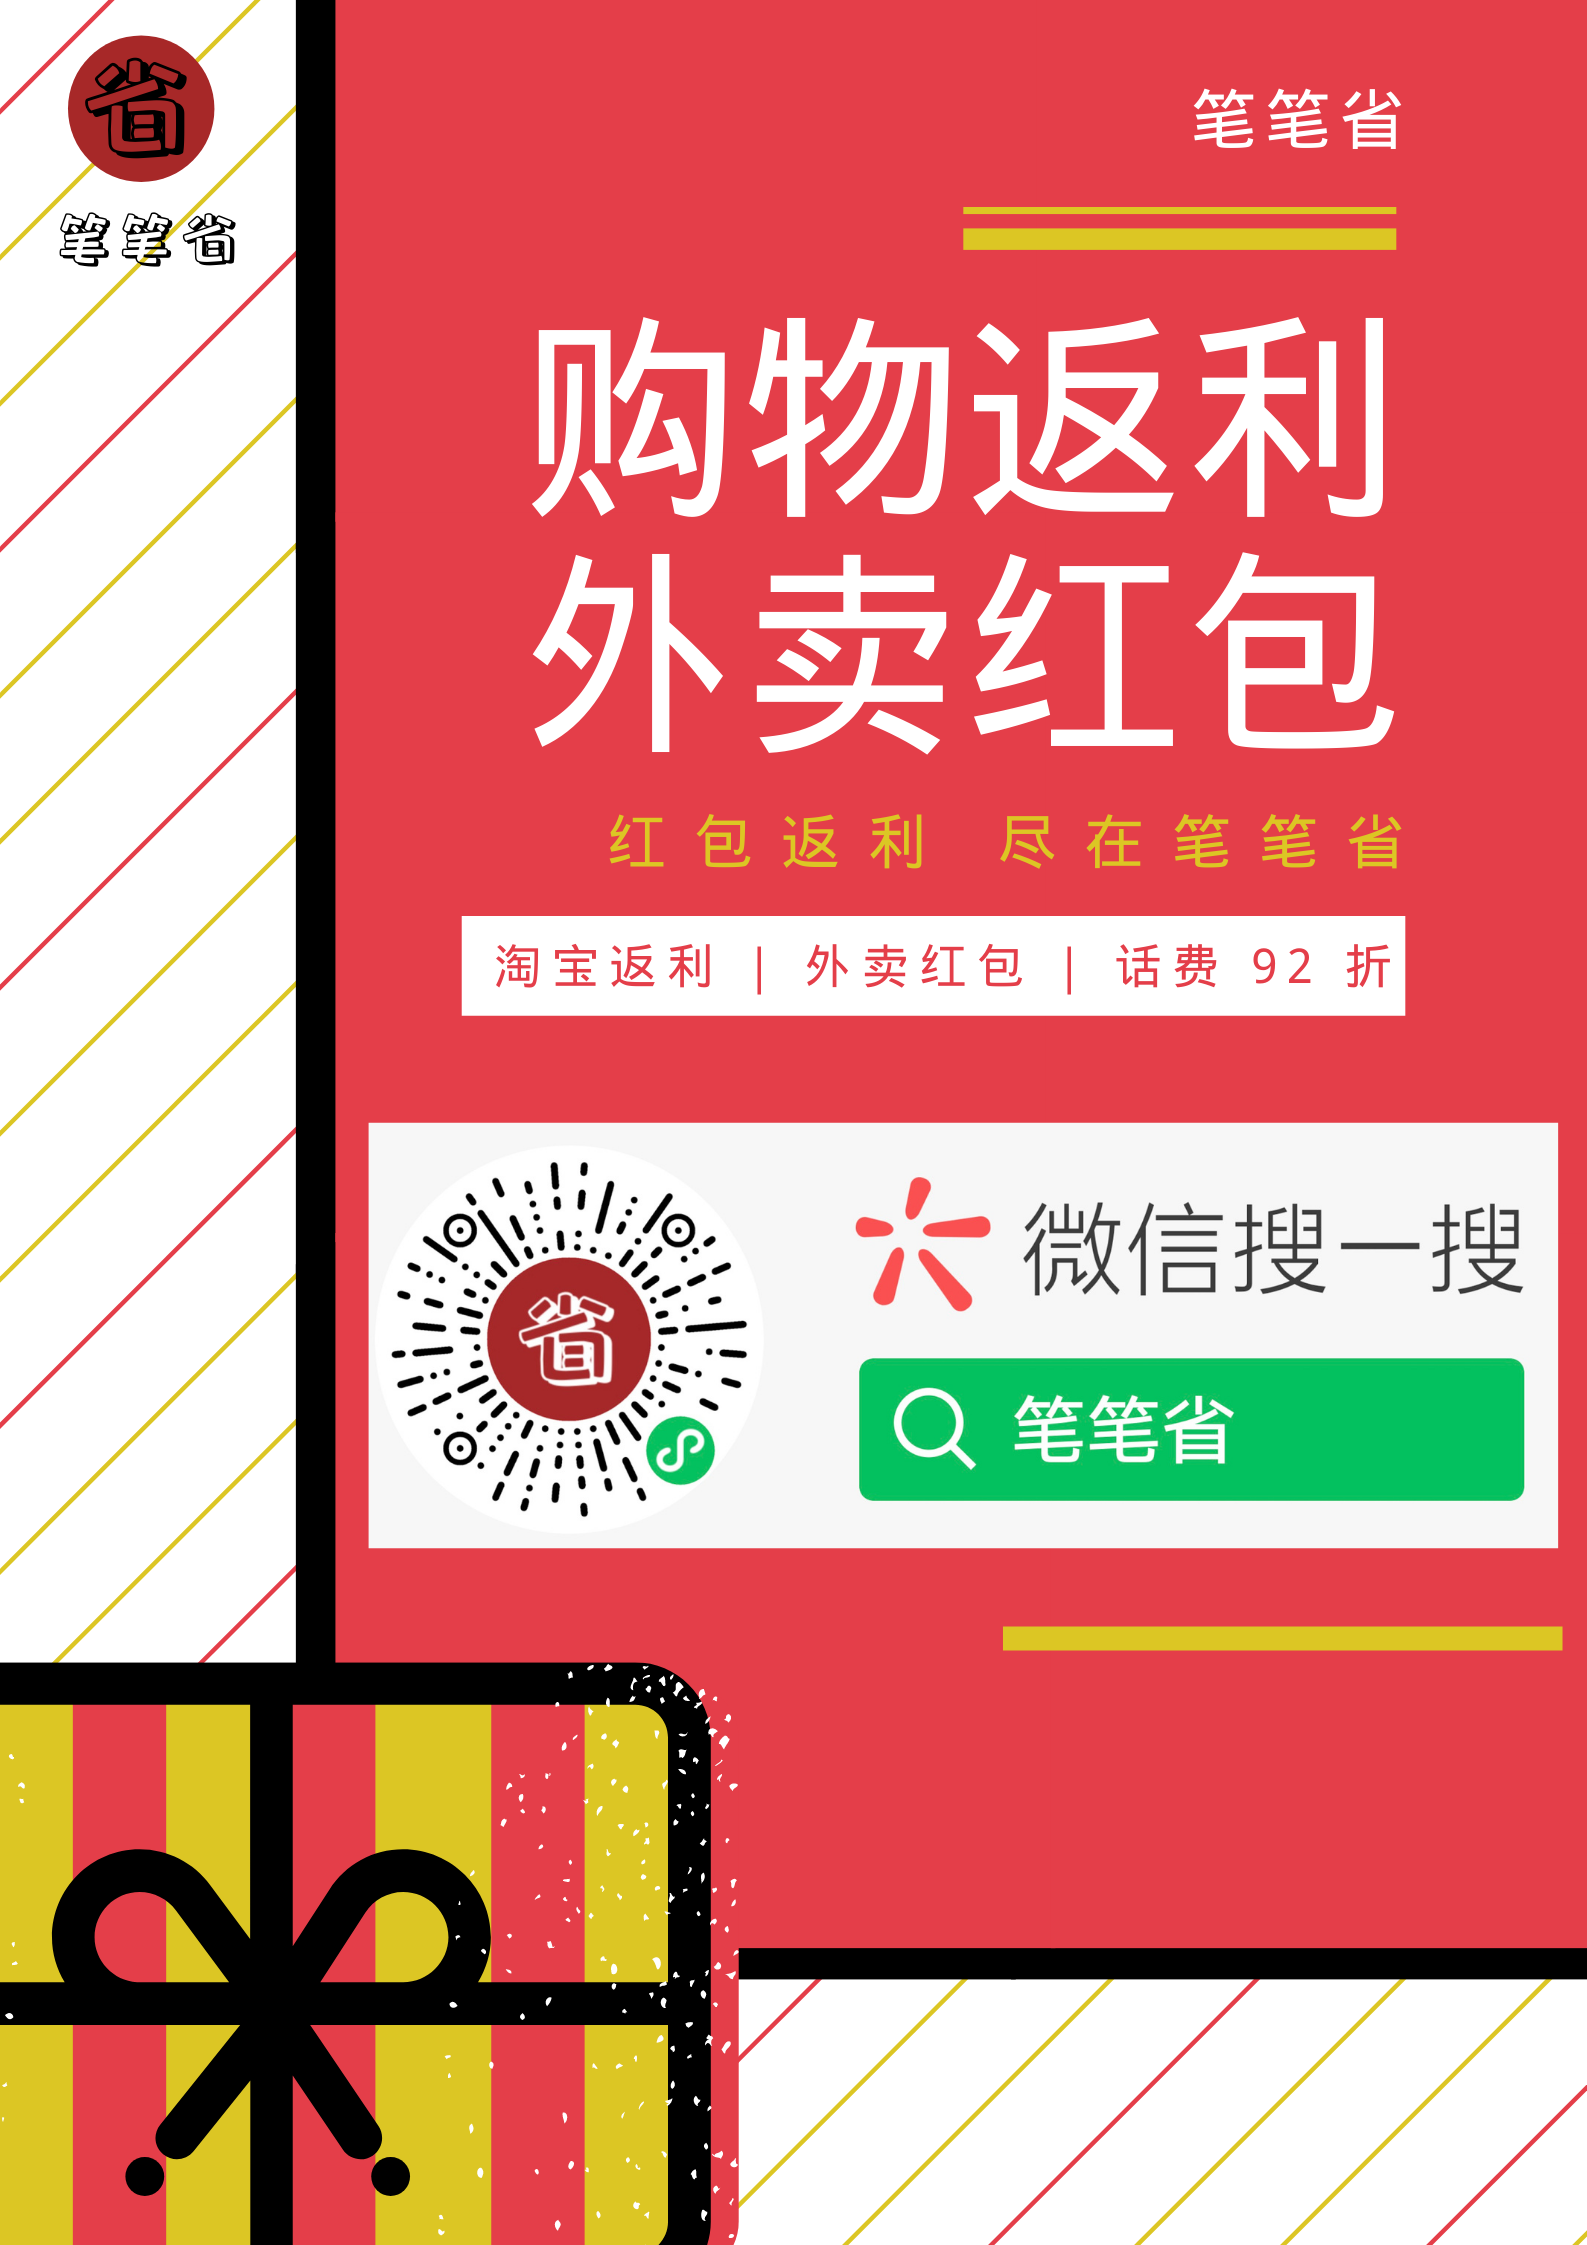 省
笔笔省
笔笔省
购物返利
外卖红包
红包返利 尽在笔笔省
淘宝返利 | 外卖红包 | 话费 92 折
省
微信搜一搜
笔笔省